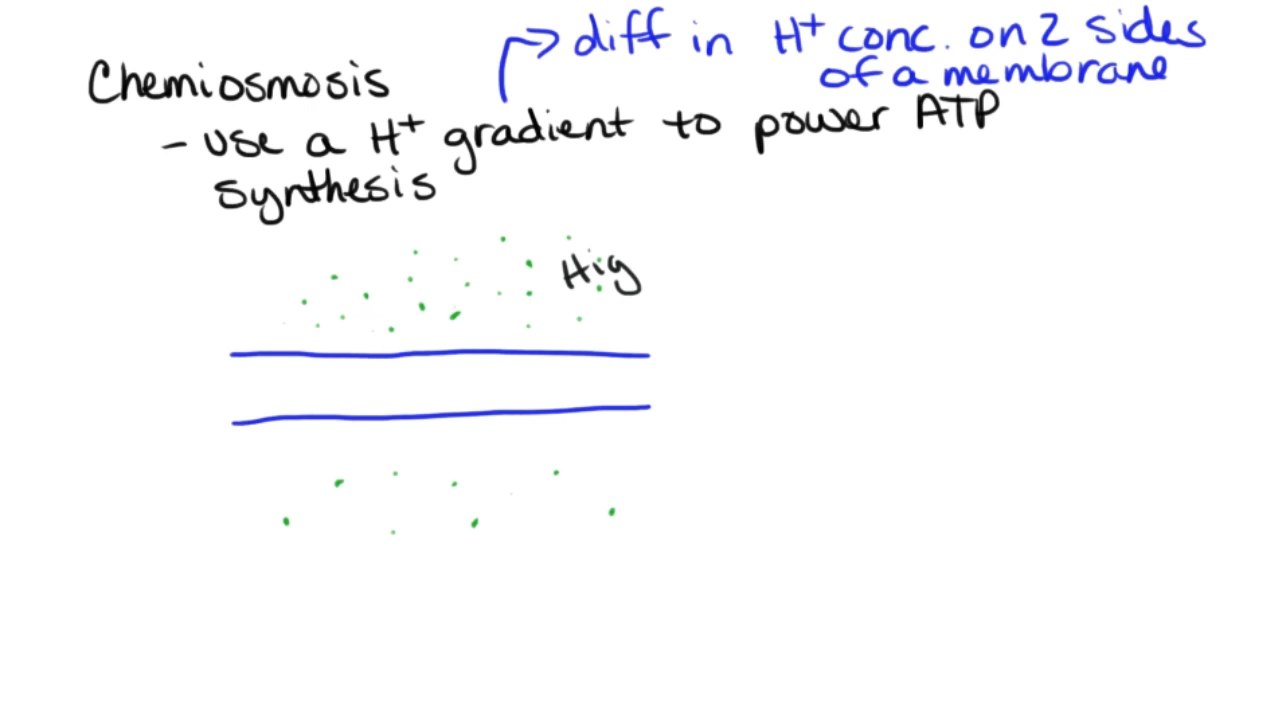 diff in H⁺ conc. on 2 sides
of a membrane
Chemiosmosis
- use a H⁺ gradient to power ATP
synthesis
Hig